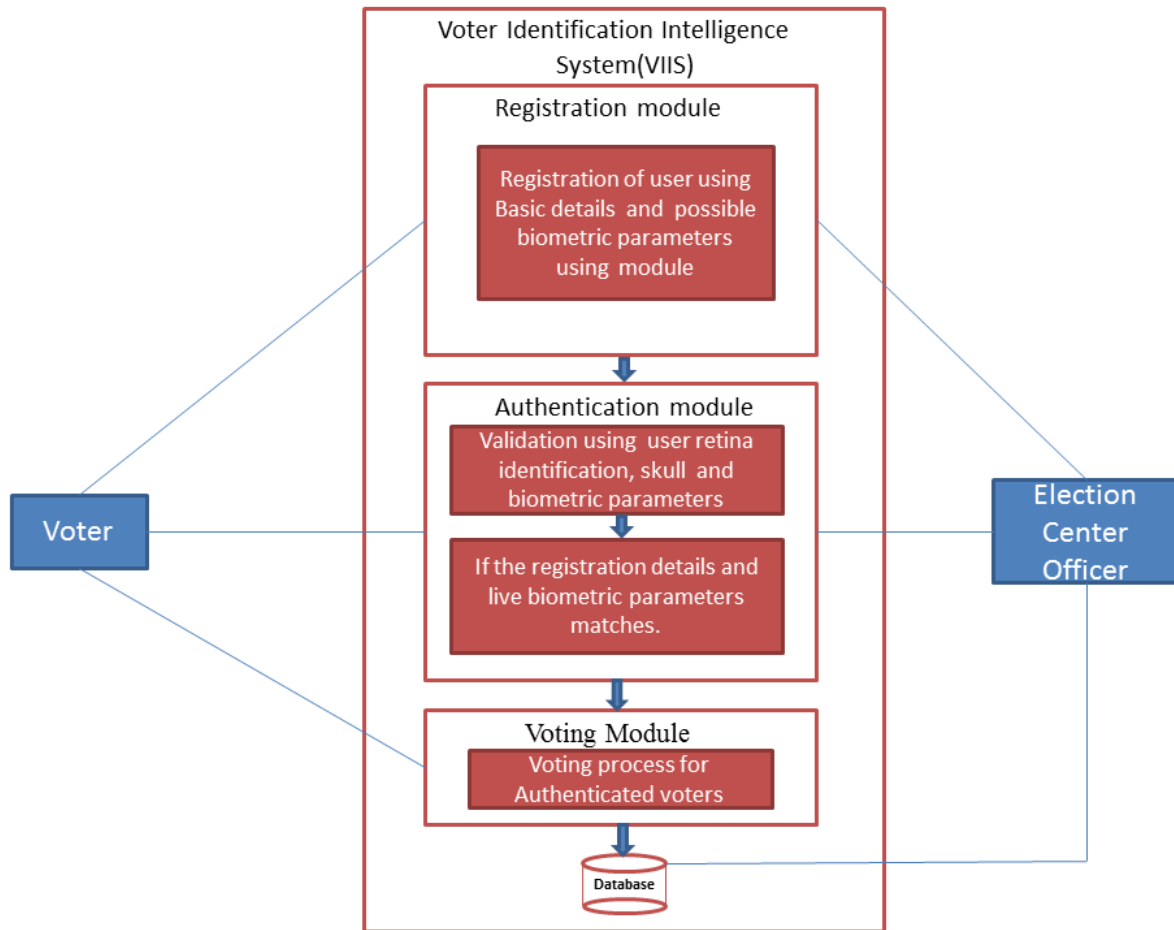 Voter Identification Intelligence
System(VIIS)
Registration module
Registration of user using
Basic details and possible
biometric parameters
using module
Authentication module
Validation using user retina
identification, skull and
biometric parameters
If the registration details and
live biometric parameters
matches.
Voter
Election
Center
Officer
Voting Module
Voting process for
Authenticated voters
Database